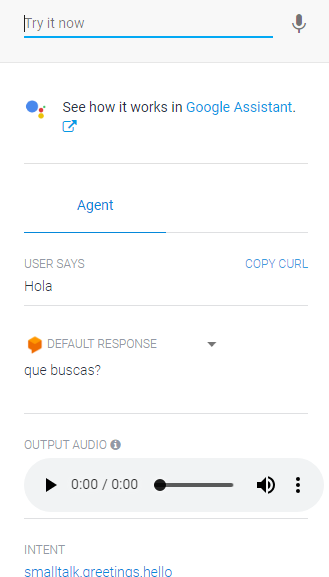 Try it now
See how it works in Google Assistant.
Agent
USER SAYS COPY CURL
Hola
DEFAULT RESPONSE
que buscas?
OUTPUT AUDIO
0:00 / 0:00
INTENT
smalltalk.greetings.hello